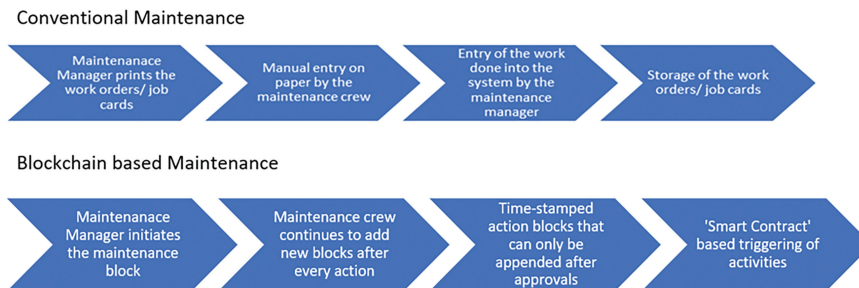 Conventional Maintenance
Maintenanace
Manager prints the
work orders/ job
cards
Manual entry on
paper by the
maintenance crew
Entry of the work
done into the
system by the
maintenance
manager
Storage of the work
orders/ job cards
Blockchain based Maintenance
Maintenanace
Manager initiates
the maintenance
block
Maintenance crew
continues to add
new blocks after
every action
Time-stamped
action blocks that
can only be
appended after
approvals
'Smart Contract'
based triggering of
activities